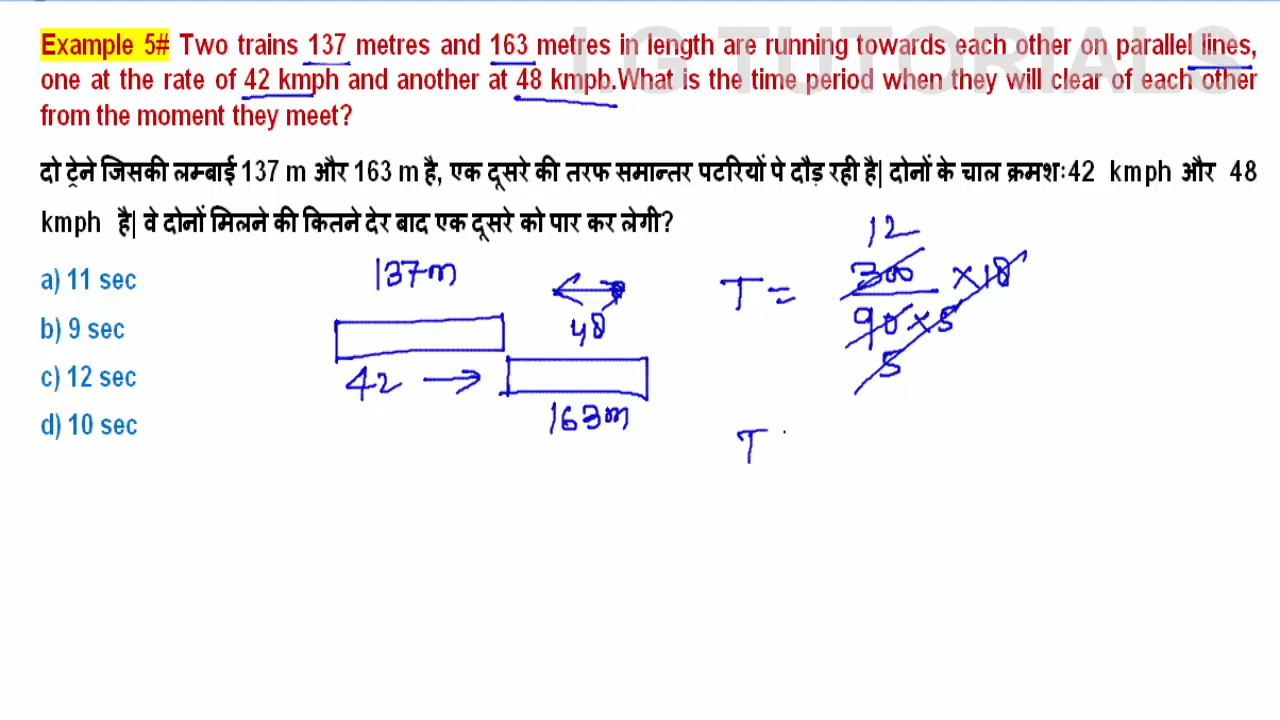 LG TUTORIALS
Example 5# Two trains 137 metres and 163 metres in length are running towards each other on parallel lines,
one at the rate of 42 kmph and another at 48 kmpb.What is the time period when they will clear of each other
from the moment they meet?
दो ट्रेने जिसकी लम्बाई 137 m और 163 m है, एक दूसरे की तरफ समान्तर पटरियों पे दौड़ रही है| दोनों के चाल क्रमशः42 kmph और 48
kmph है| वे दोनों मिलने की कितने देर बाद एक दूसरे को पार कर लेगी?
a) 11 sec
b) 9 sec
c) 12 sec
d) 10 sec
137m
48
42 →
163m
12
T = 300 × 18
90 × 5
5
T